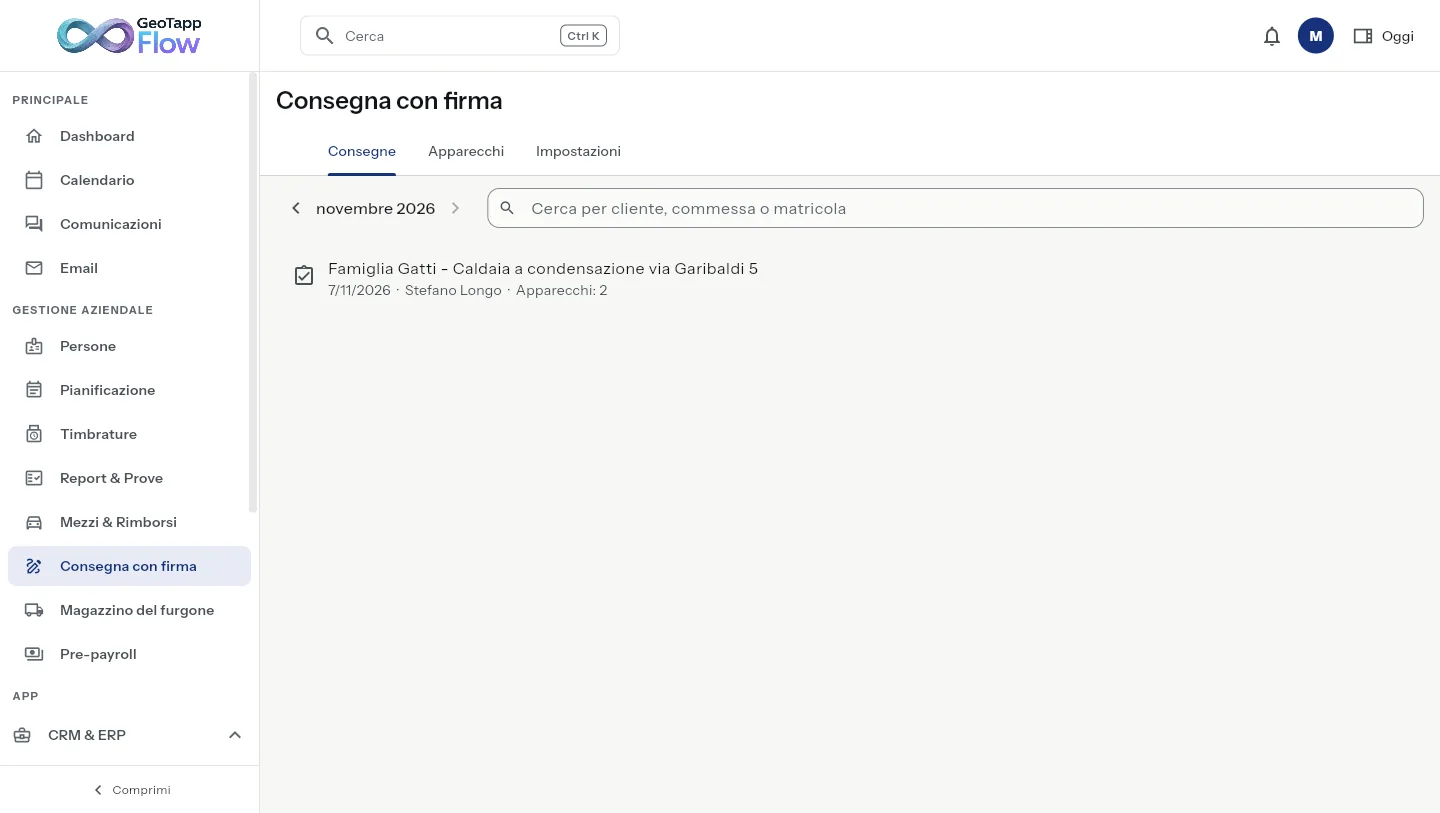 GeoTapp
Flow
Cerca
Ctrl K
M
Oggi
PRINCIPALE
Dashboard
Calendario
Comunicazioni
Email
GESTIONE AZIENDALE
Persone
Pianificazione
Timbrature
Report & Prove
Mezzi & Rimborsi
Consegna con firma
Magazzino del furgone
Pre-payroll
APP
CRM & ERP
Comprimi
Consegna con firma
Consegne
Apparecchi
Impostazioni
novembre 2026
Cerca per cliente, commessa o matricola
Famiglia Gatti - Caldaia a condensazione via Garibaldi 5
7/11/2026 · Stefano Longo · Apparecchi: 2